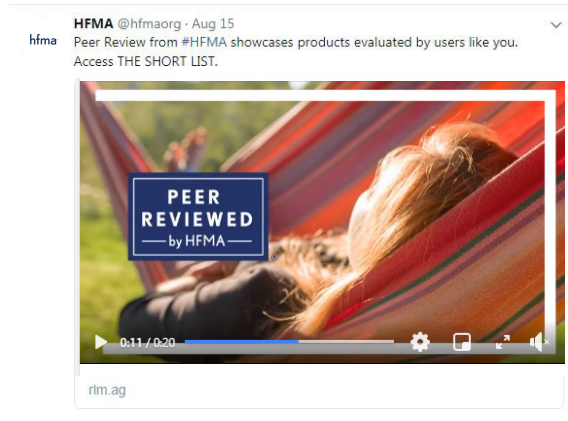 HFMA @hfmaorg · Aug 15
hfma
Peer Review from #HFMA showcases products evaluated by users like you.
Access THE SHORT LIST.
PEER
REVIEWED
by HFMA
0:11 / 0:20
rlm.ag